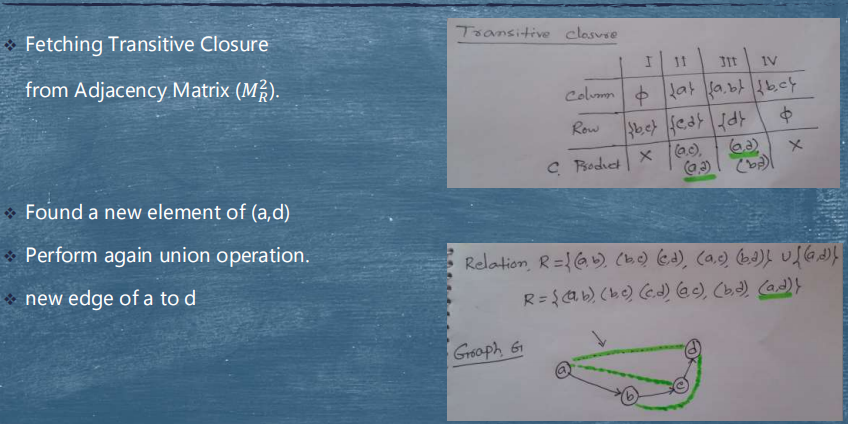 Fetching Transitive Closure
from Adjacency Matrix (M_R^2).
Found a new element of (a,d)
Perform again union operation.
new edge of a to d
Transitive closure
I II III IV
Column ϕ {a} {a,b} {b,c}
Row {b,c} {c,d} {d} ϕ
C. Product X (a,c), (a,d) X
(a,d) (b,d)
Relation, R = {(a,b), (b,c) (c,d), (a,c) (b,d)} ∪ {(a,d)}
R = {(a,b), (b,c), (c,d) (a,c), (b,d), (a,d)}
Graph, G
a b c d